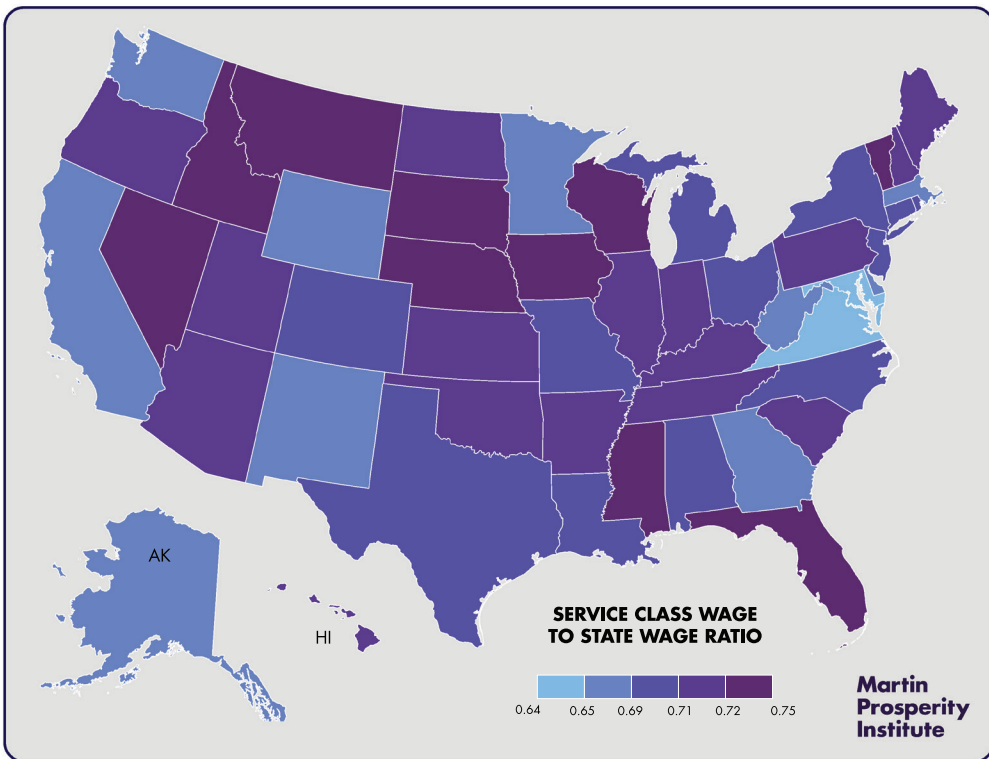 AK
HI
SERVICE CLASS WAGE
TO STATE WAGE RATIO
0.64 0.65 0.69 0.71 0.72 0.75
Martin
Prosperity
Institute